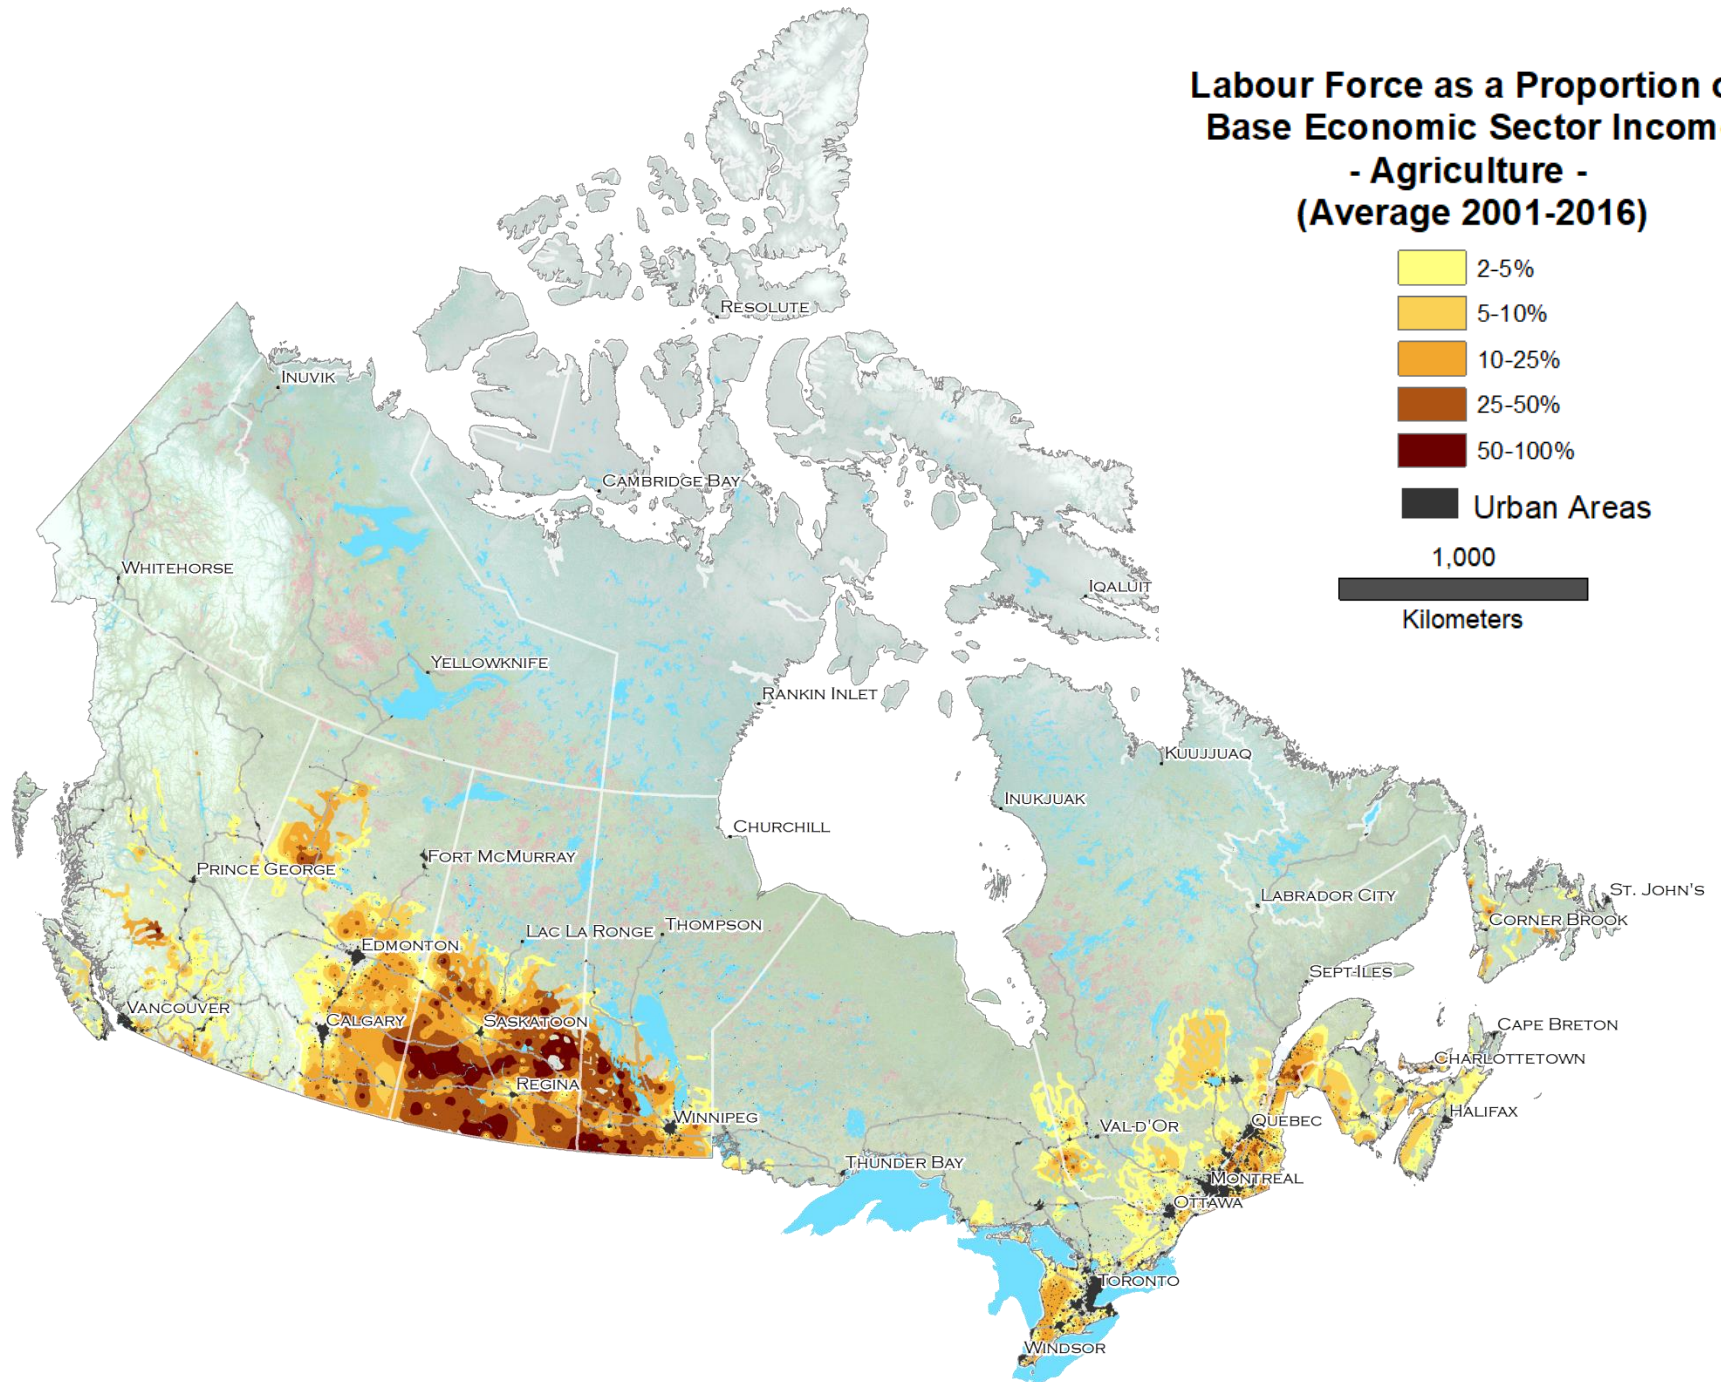 Labour Force as a Proportion o
Base Economic Sector Incom
- Agriculture -
(Average 2001-2016)
2-5%
5-10%
10-25%
25-50%
50-100%
Urban Areas
1,000
Kilometers
RESOLUTE
INUVIK
CAMBRIDGE BAY
WHITEHORSE
IQALUIT
YELLOWKNIFE
RANKIN INLET
KUUJJUAQ
INUKJUAK
CHURCHILL
FORT MCMURRAY
PRINCE GEORGE
ST. JOHN'S
LABRADOR CITY
CORNER BROOK
THOMPSON
LAC LA RONGE
EDMONTON
SEPT-ILES
VANCOUVER
CALGARY
SASKATOON
CAPE BRETON
CHARLOTTETOWN
REGINA
HALIFAX
WINNIPEG
VAL-D'OR
QUEBEC
THUNDER BAY
MONTREAL
OTTAWA
TORONTO
WINDSOR